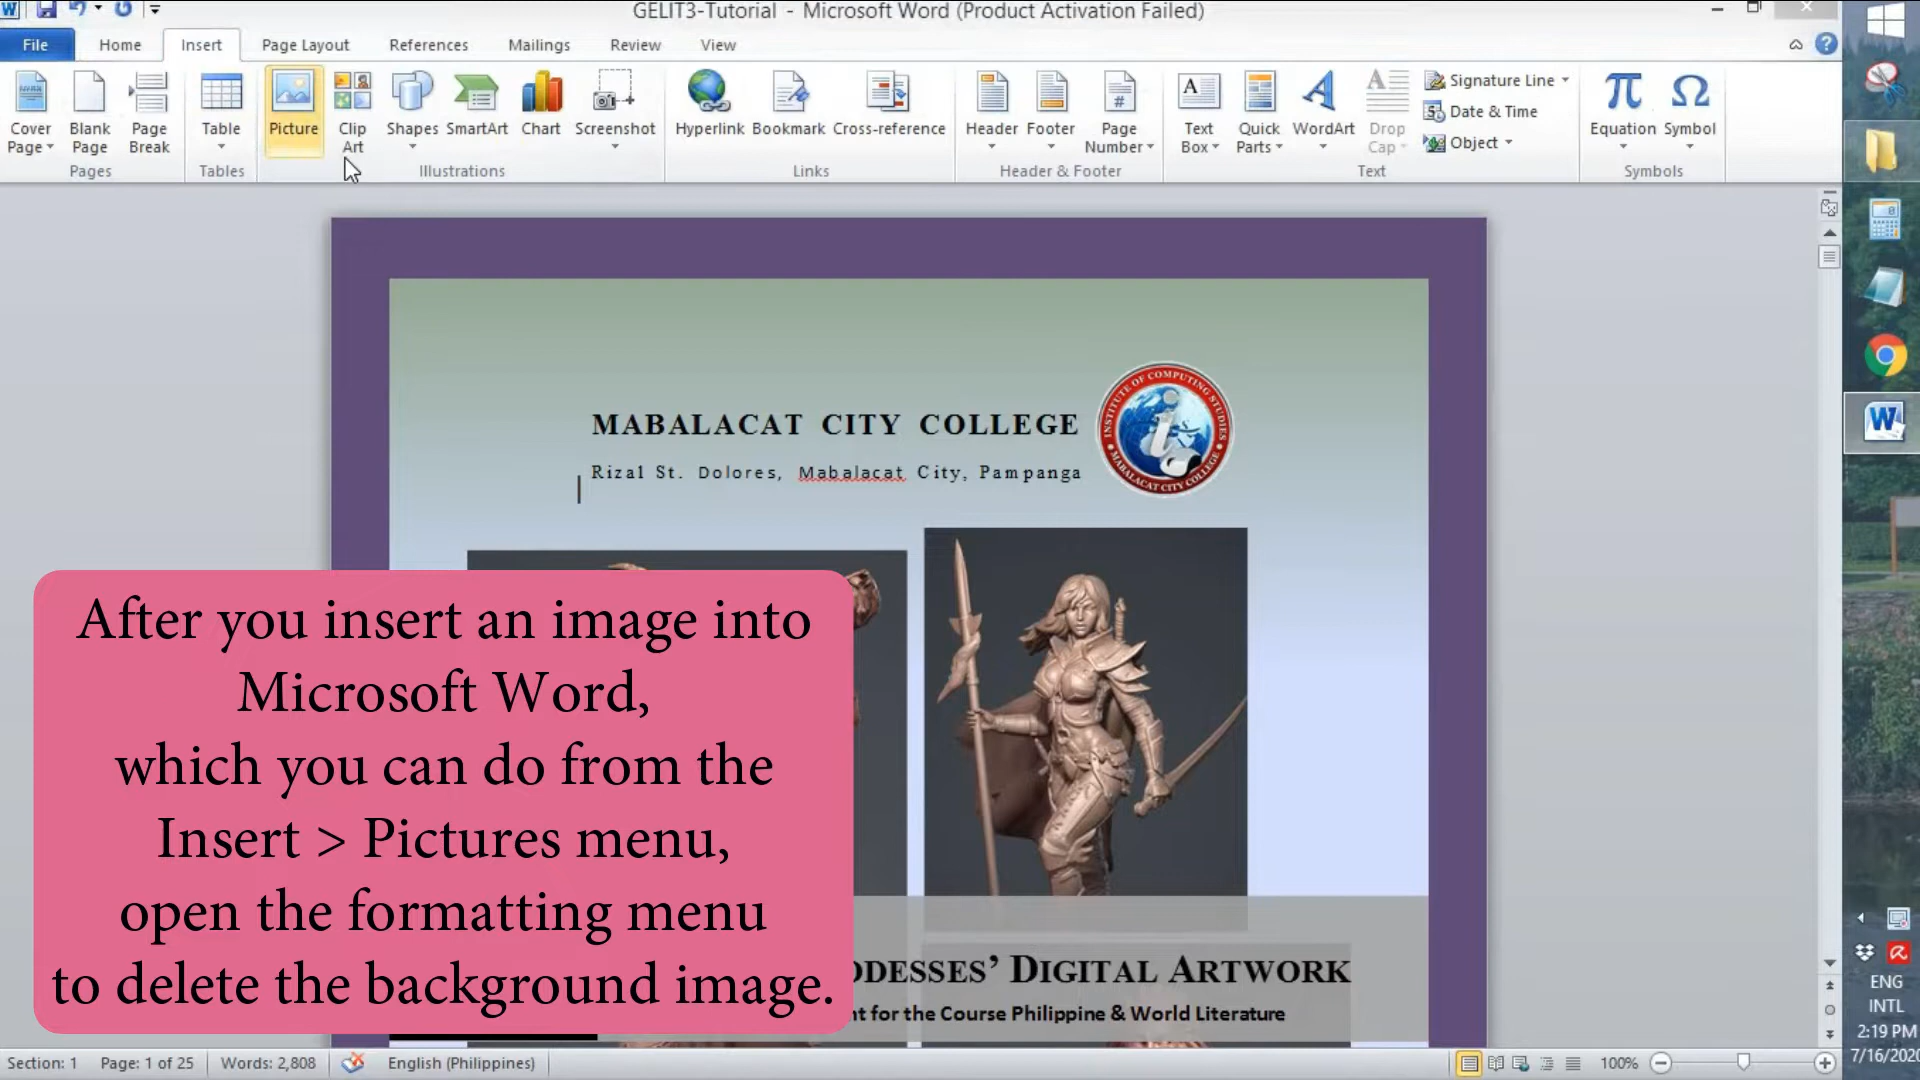 GELIT3-Tutorial - Microsoft Word (Product Activation Failed)
File Home Insert Page Layout References Mailings Review View
Cover Page Blank Page Page Break Table Picture Clip Art Shapes SmartArt Chart Screenshot Hyperlink Bookmark Cross-reference Header Footer Page Number Text Box Quick Parts WordArt Drop Cap Equation Symbol
Signature Line
Date & Time
Object
Pages Tables Illustrations Links Header & Footer Text Symbols
MABALACAT CITY COLLEGE
Rizal St. Dolores, Mabalacat City, Pampanga
INSTITUTE OF COMPUTING STUDIES
MABALACAT CITY COLLEGE
After you insert an image into
Microsoft Word,
which you can do from the
Insert > Pictures menu,
open the formatting menu
to delete the background image.
DESSES’ DIGITAL ARTWORK
for the Course Philippine & World Literature
Section: 1 Page: 1 of 25 Words: 2,808 English (Philippines) 100%
ENG
INTL
2:19 PM
7/16/2020